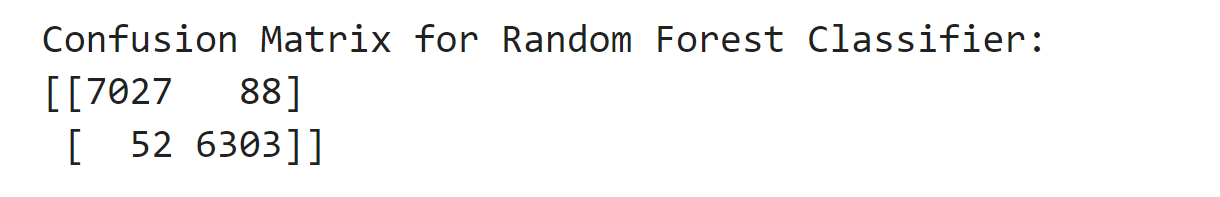 Confusion Matrix for Random Forest Classifier:
[[7027   88]
 [  52 6303]]